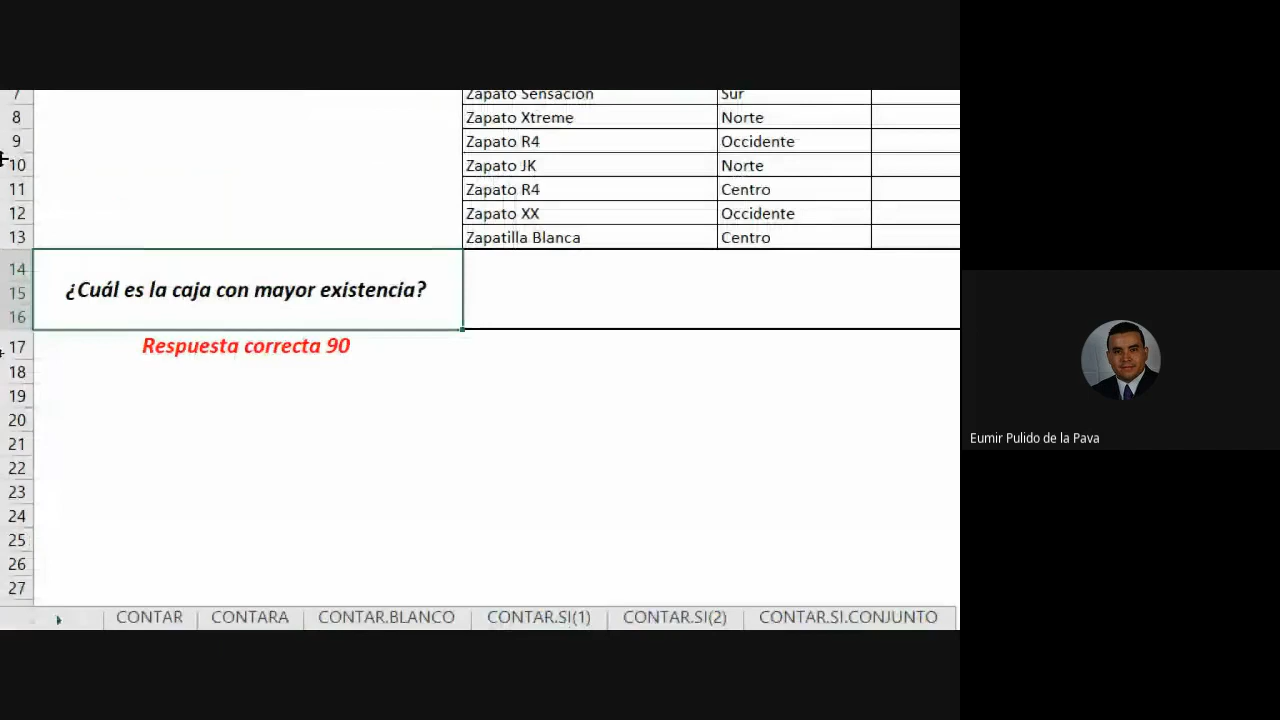 7 Zapato Sensación Sur
8 Zapato Xtreme Norte
9 Zapato R4 Occidente
10 Zapato JK Norte
11 Zapato R4 Centro
12 Zapato XX Occidente
13 Zapatilla Blanca Centro
14
15 ¿Cuál es la caja con mayor existencia?
16
17 Respuesta correcta 90
18
19
20
21
22
23
24
25
26
27
CONTAR CONTARA CONTAR.BLANCO CONTAR.SI(1) CONTAR.SI(2) CONTAR.SI.CONJUNTO
Eumir Pulido de la Pava